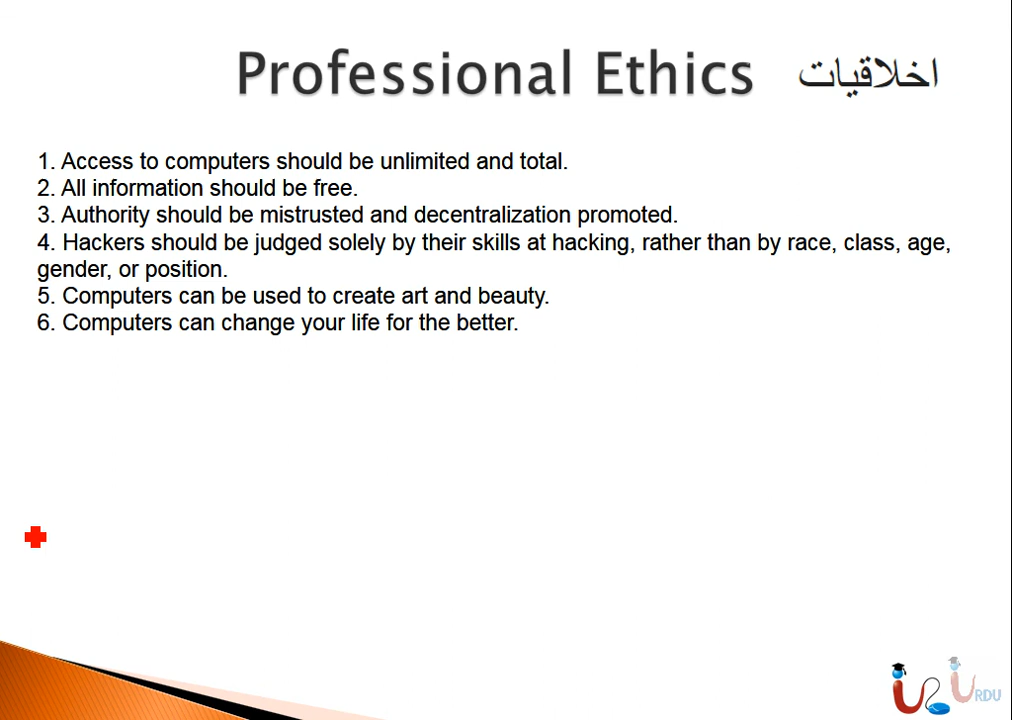 Professional Ethics اخلاقیات
1. Access to computers should be unlimited and total.
2. All information should be free.
3. Authority should be mistrusted and decentralization promoted.
4. Hackers should be judged solely by their skills at hacking, rather than by race, class, age,
gender, or position.
5. Computers can be used to create art and beauty.
6. Computers can change your life for the better.
URDU